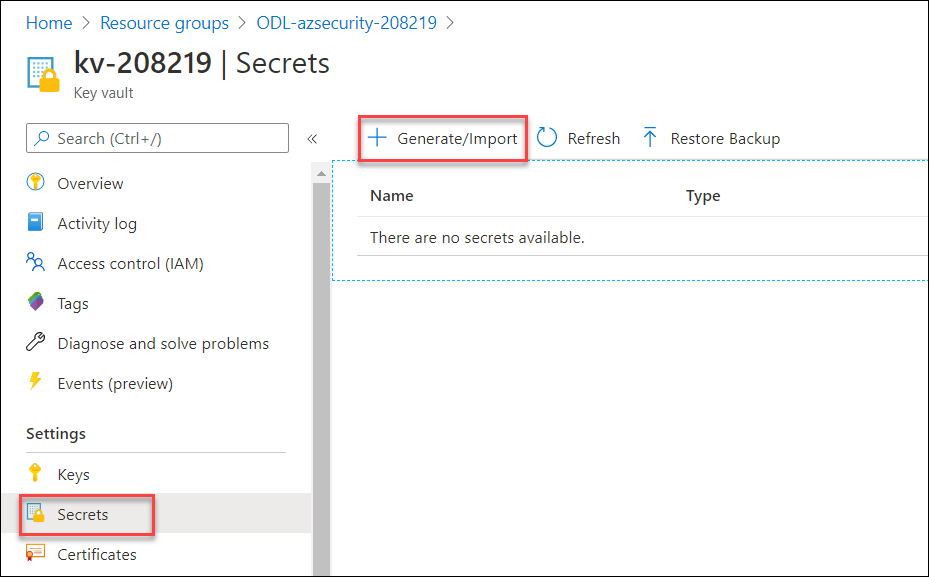 Home > Resource groups > ODL-azsecurity-208219 >
kv-208219 | Secrets
Key vault
Search (Ctrl+/)
«
Generate/Import
Refresh
Restore Backup
Overview
Activity log
Access control (IAM)
Tags
Diagnose and solve problems
Events (preview)
Settings
Keys
Secrets
Certificates
Name Type
There are no secrets available.